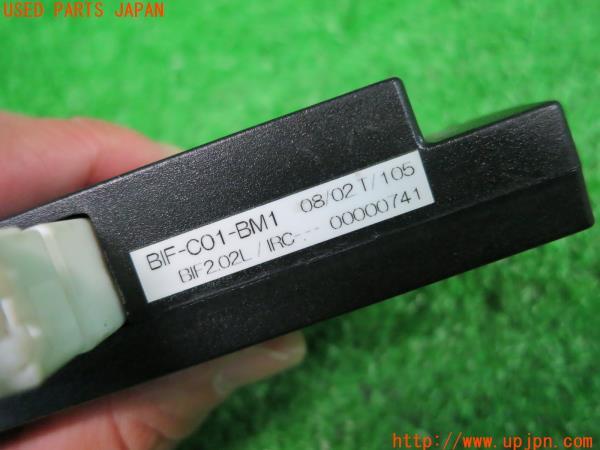 USED PARTS JAPAN
BIF-C01-BM1 08/02 T/105
BIF2.02L / IRC--- 00000741
http://www.upjpn.com/